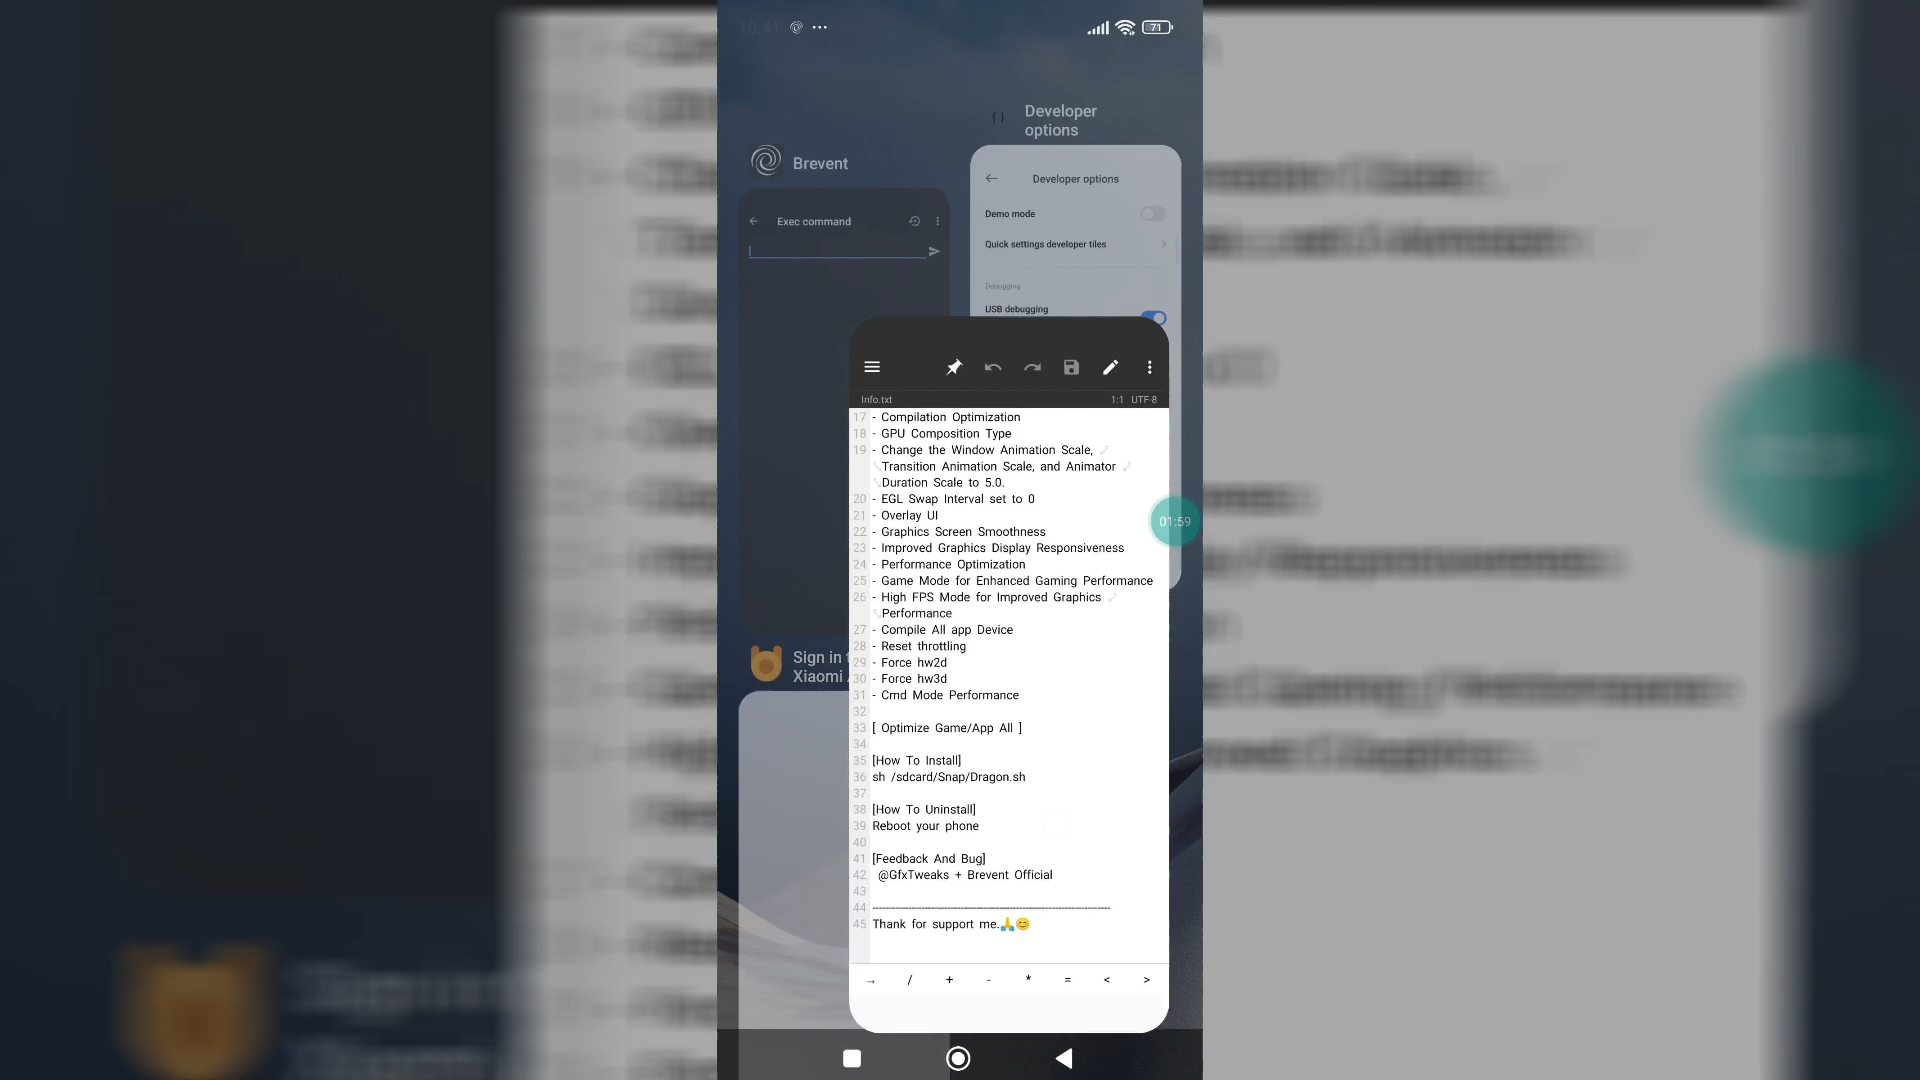 10:41
71
Developer
options
Brevent
Developer options
Exec command
Demo mode
Quick settings developer tiles
Debugging
USB debugging
Info.txt 1:1 UTF-8
17 - Compilation Optimization
18 - GPU Composition Type
19 - Change the Window Animation Scale,
Transition Animation Scale, and Animator
Duration Scale to 5.0.
20 - EGL Swap Interval set to 0
21 - Overlay UI
01:59
22 - Graphics Screen Smoothness
23 - Improved Graphics Display Responsiveness
24 - Performance Optimization
25 - Game Mode for Enhanced Gaming Performance
26 - High FPS Mode for Improved Graphics
Performance
27 - Compile All app Device
28 - Reset throttling
29 - Force hw2d
30 - Force hw3d
31 - Cmd Mode Performance
32
33 [ Optimize Game/App All ]
34
35 [How To Install]
36 sh /sdcard/Snap/Dragon.sh
37
38 [How To Uninstall]
39 Reboot your phone
40
41 [Feedback And Bug]
42 @GfxTweaks + Brevent Official
43
44 ----------------------------------------------------------------
45 Thank for support me.🙏😊
Sign in
Xiaomi
→ / + - * = < >